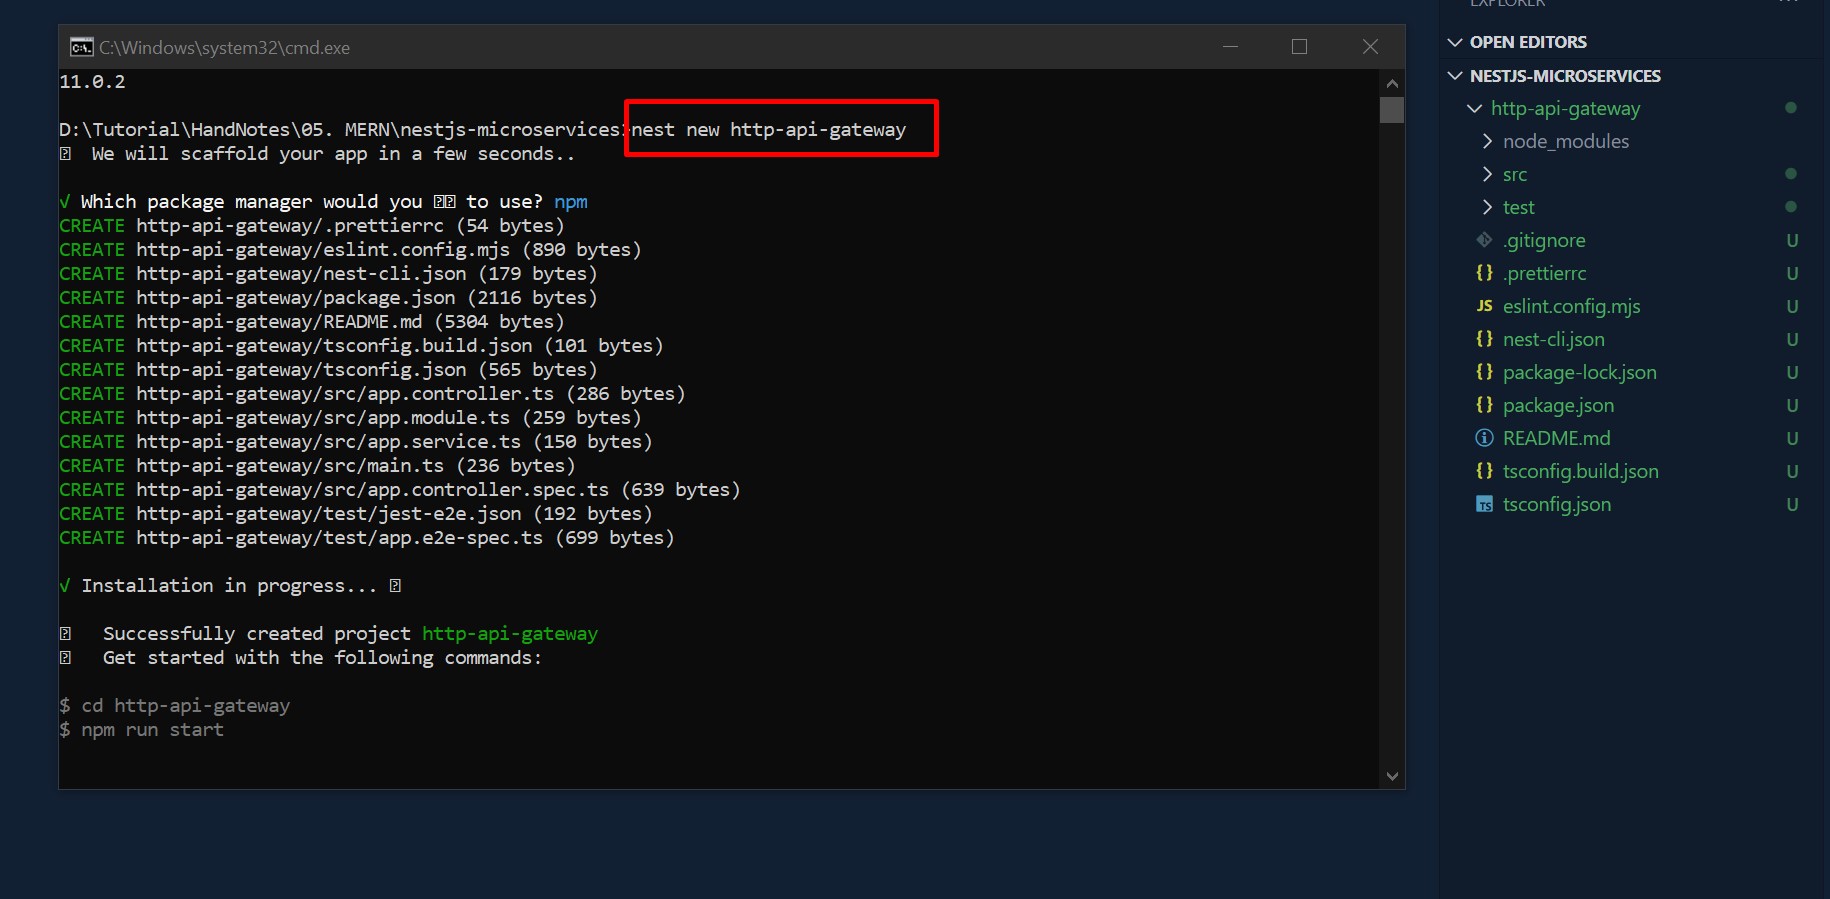 C:\Windows\system32\cmd.exe
11.0.2
D:\Tutorial\HandNotes\05. MERN\nestjs-microservices>nest new http-api-gateway
We will scaffold your app in a few seconds..
√ Which package manager would you to use? npm
CREATE http-api-gateway/.prettierrc (54 bytes)
CREATE http-api-gateway/eslint.config.mjs (890 bytes)
CREATE http-api-gateway/nest-cli.json (179 bytes)
CREATE http-api-gateway/package.json (2116 bytes)
CREATE http-api-gateway/README.md (5304 bytes)
CREATE http-api-gateway/tsconfig.build.json (101 bytes)
CREATE http-api-gateway/tsconfig.json (565 bytes)
CREATE http-api-gateway/src/app.controller.ts (286 bytes)
CREATE http-api-gateway/src/app.module.ts (259 bytes)
CREATE http-api-gateway/src/app.service.ts (150 bytes)
CREATE http-api-gateway/src/main.ts (236 bytes)
CREATE http-api-gateway/src/app.controller.spec.ts (639 bytes)
CREATE http-api-gateway/test/jest-e2e.json (192 bytes)
CREATE http-api-gateway/test/app.e2e-spec.ts (699 bytes)
√ Installation in progress...
Successfully created project http-api-gateway
Get started with the following commands:
$ cd http-api-gateway
$ npm run start
EXPLORER
OPEN EDITORS
NESTJS-MICROSERVICES
http-api-gateway
node_modules
src
test
.gitignore U
{} .prettierrc U
JS eslint.config.mjs U
{} nest-cli.json U
{} package-lock.json U
{} package.json U
README.md U
{} tsconfig.build.json U
TS tsconfig.json U